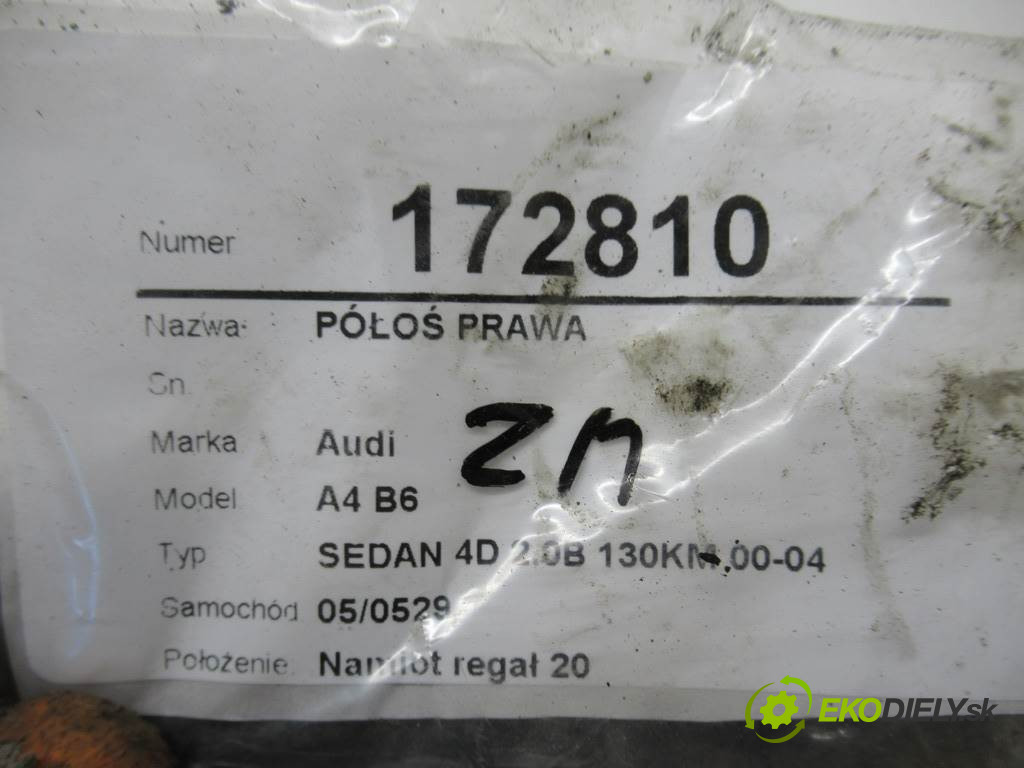 Numer 172810
Nazwa: PÓŁOŚ PRAWA
Sn.
Marka Audi
ZN
Model A4 B6
Typ SEDAN 4D 2.0B 130KM 00-04
Samochód 05/0529
Położenie Namiot regał 20
EKODIELY.sk